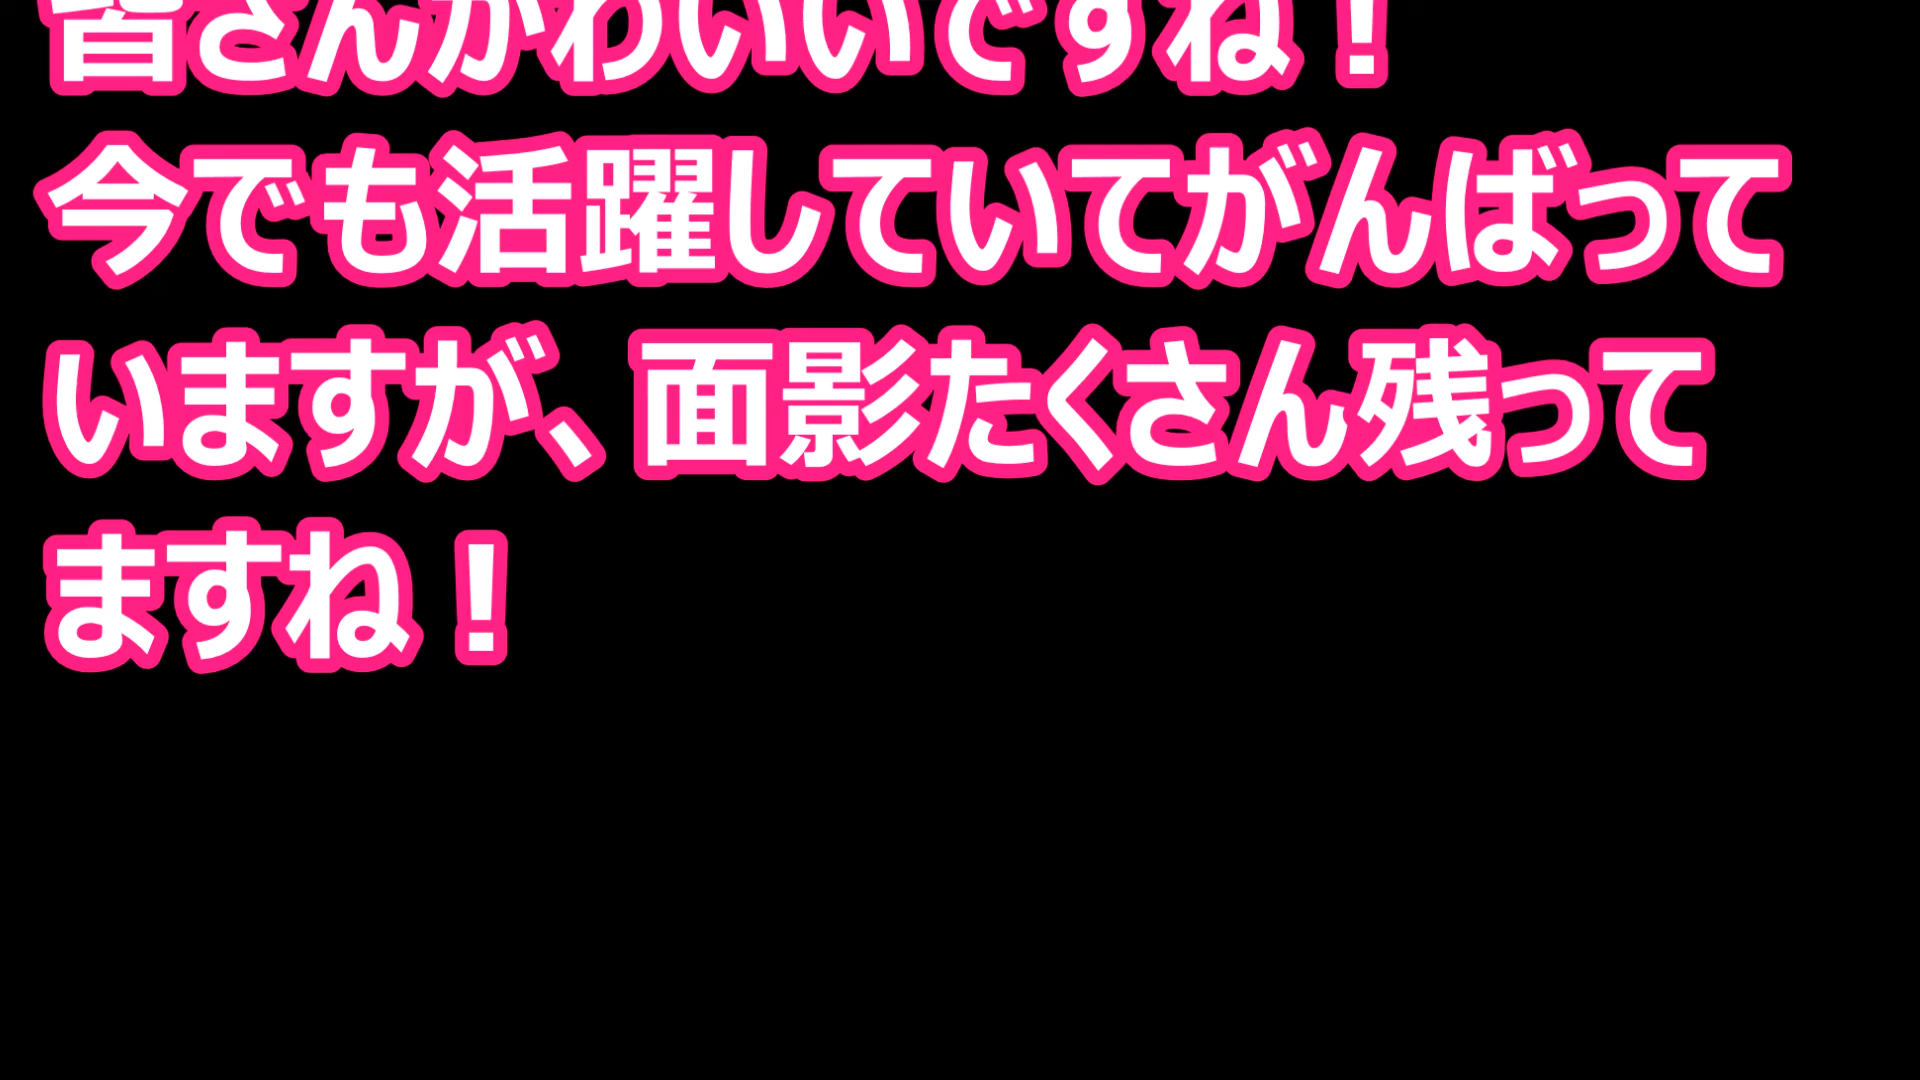 皆さんかわいいですね！
今でも活躍していてがんばって
いますが、面影たくさん残って
ますね！